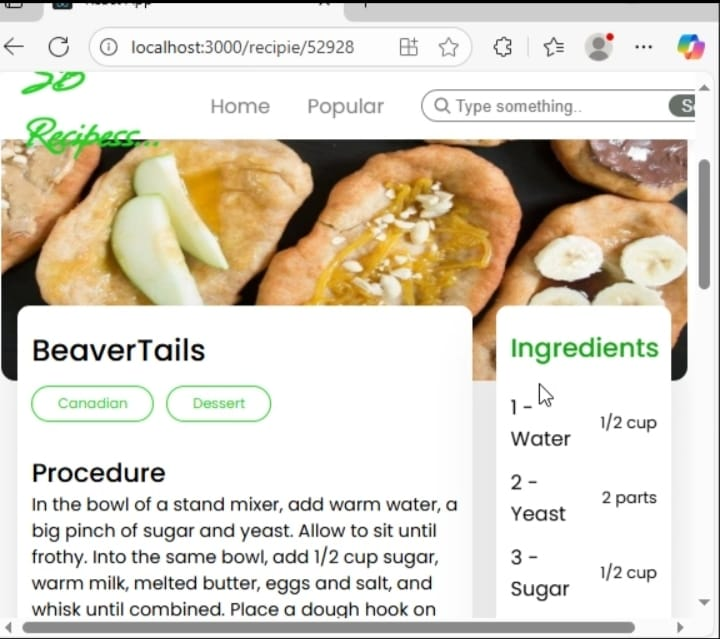 localhost:3000/recipie/52928
Recipess...
Home
Popular
Type something..
BeaverTails
Canadian
Dessert
Procedure
In the bowl of a stand mixer, add warm water, a
big pinch of sugar and yeast. Allow to sit until
frothy. Into the same bowl, add 1/2 cup sugar,
warm milk, melted butter, eggs and salt, and
whisk until combined. Place a dough hook on
Ingredients
1 -
Water
1/2 cup
2 -
Yeast
2 parts
3 -
Sugar
1/2 cup